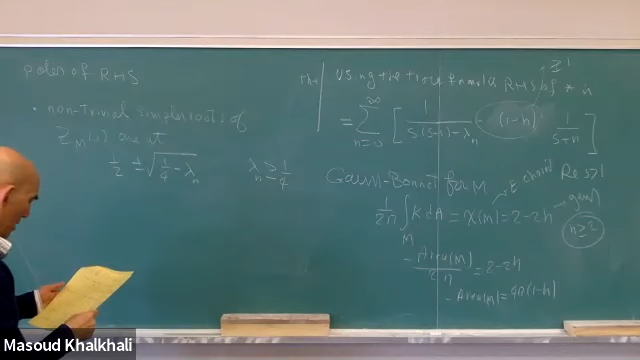 poles of RHS
• non-trivial simple roots of
Z_M(s) are at
1/2 ± √(1/4 - λ_n)    λ_n ≥ 1/4
the
Z'
Using the trace formula RHS of * is
= ∑_{n=0}^{∞} [ 1/(s(s-1)-λ_n) - (1-h) 1/(s+n) ]
Gauss-Bonnet for M    Re s>1
1/2π ∫_M K dA = χ(M) = 2-2h
h ≥ 2
- Area(M)/2π = 2-2h
- Area(M) = 4π(1-h)
Masoud Khalkhali